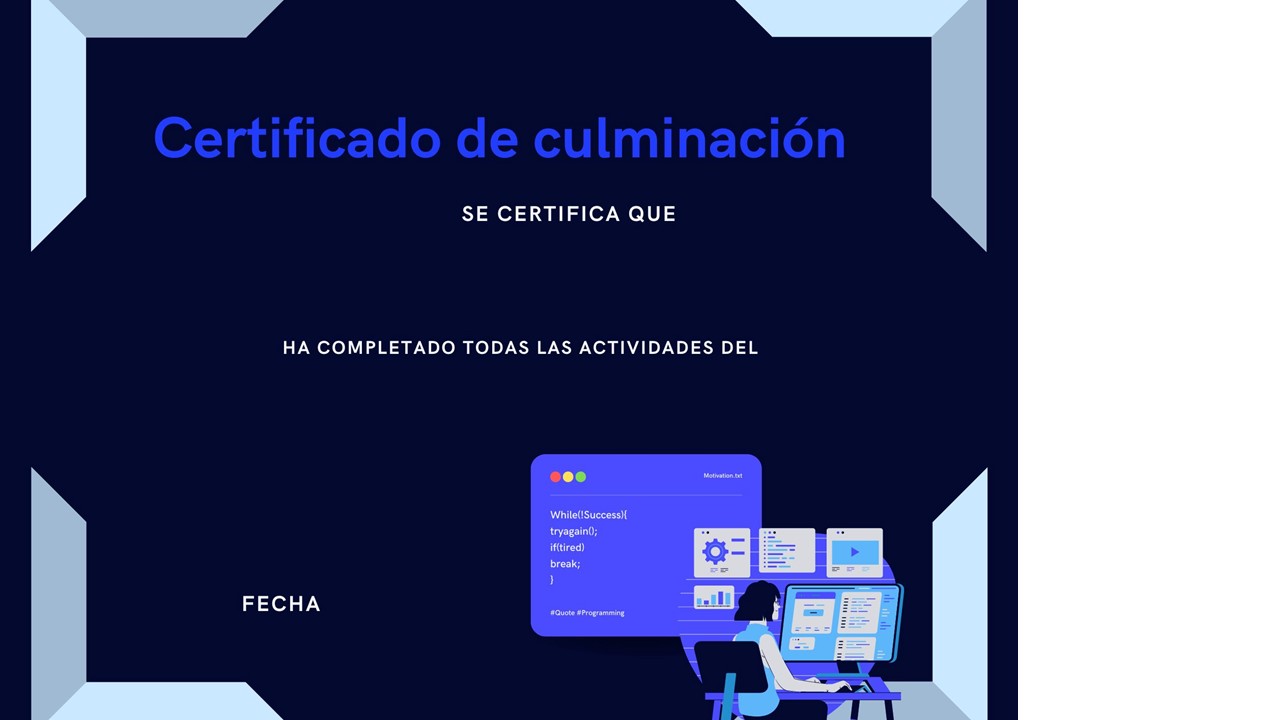 Certificado de culminación
SE CERTIFICA QUE
HA COMPLETADO TODAS LAS ACTIVIDADES DEL
Motivation.txt
While(!Success){
tryagain();
if(tired)
break;
}
#Quote #Programming
FECHA